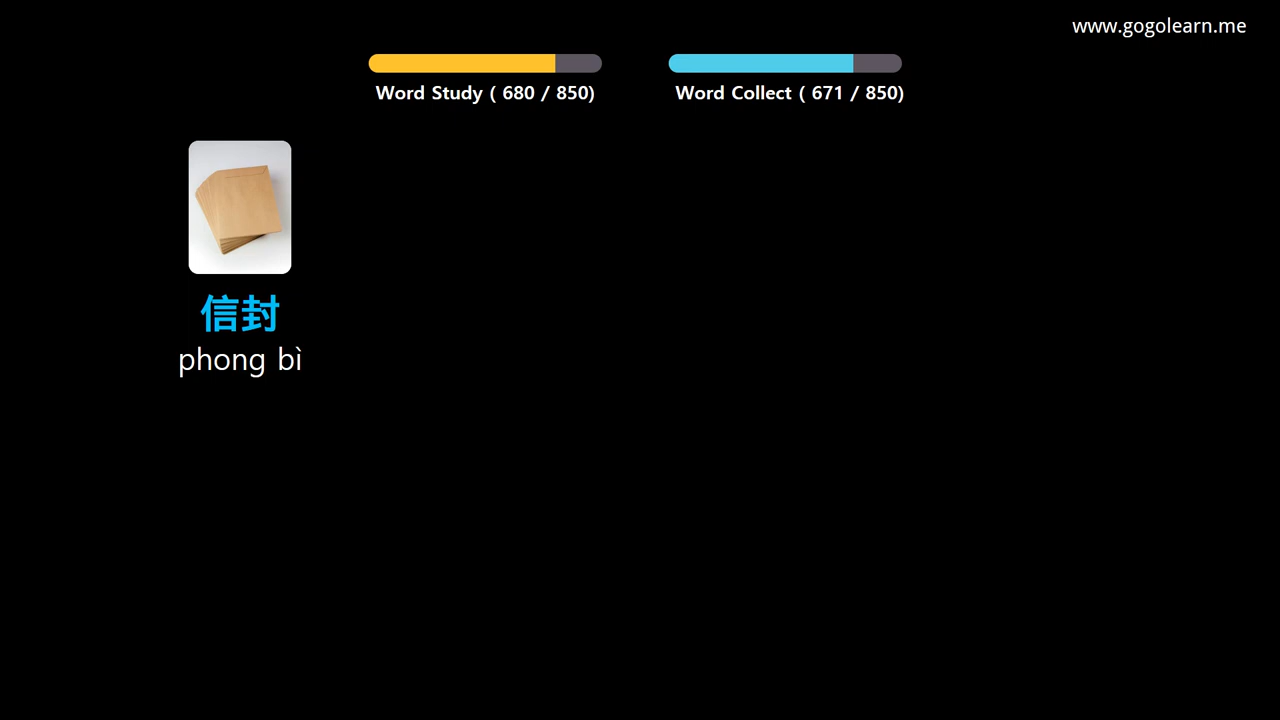 www.gogolearn.me
Word Study ( 680 / 850)
Word Collect ( 671 / 850)
信封
phong bì